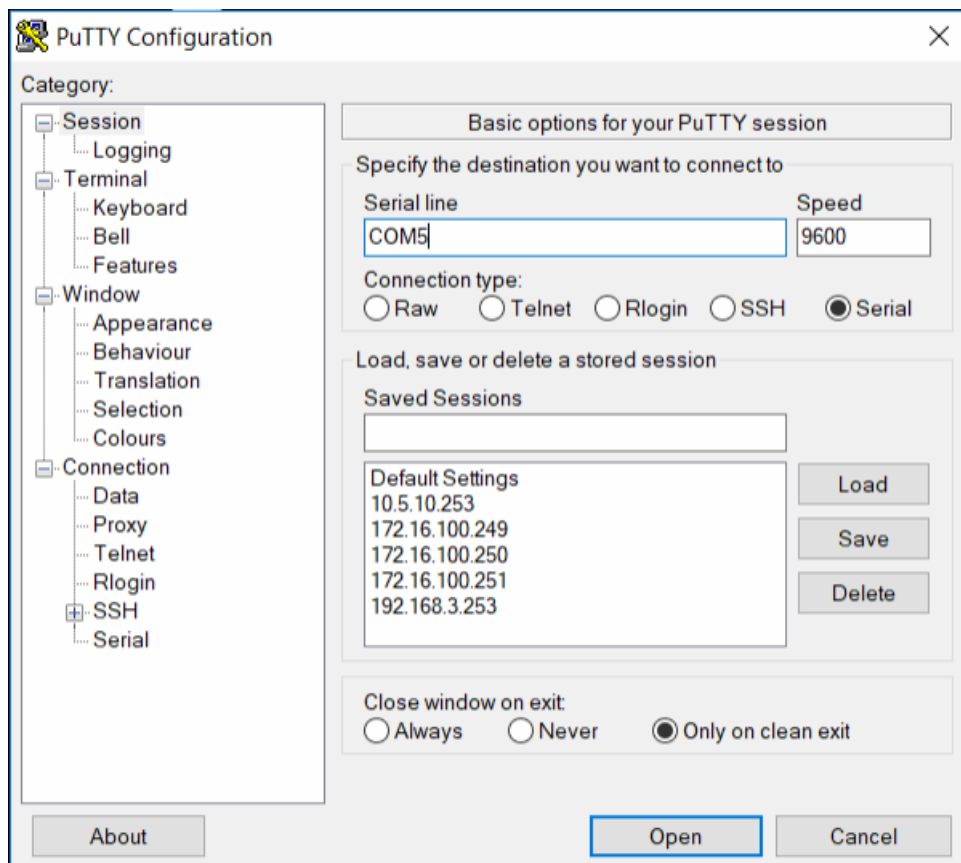 PuTTY Configuration
Category:
Session
Logging
Terminal
Keyboard
Bell
Features
Window
Appearance
Behaviour
Translation
Selection
Colours
Connection
Data
Proxy
Telnet
Rlogin
SSH
Serial
Basic options for your PuTTY session
Specify the destination you want to connect to
Serial line Speed
COM5 9600
Connection type:
Raw Telnet Rlogin SSH Serial
Load, save or delete a stored session
Saved Sessions
Default Settings
10.5.10.253
172.16.100.249
172.16.100.250
172.16.100.251
192.168.3.253
Load
Save
Delete
Close window on exit:
Always Never Only on clean exit
About Open Cancel